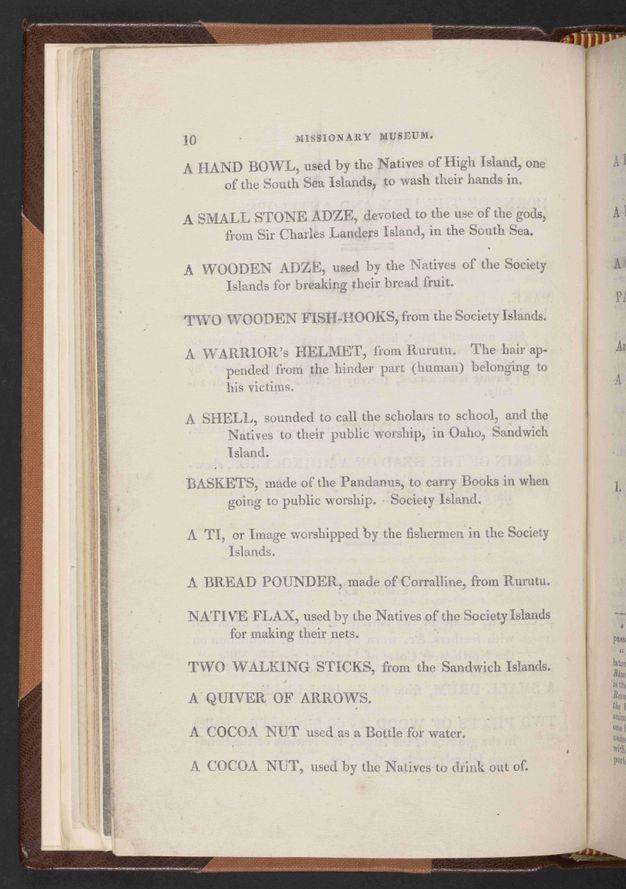 10 MISSIONARY MUSEUM.
A HAND BOWL, used by the Natives of High Island, one
of the South Sea Islands, to wash their hands in.
A SMALL STONE ADZE, devoted to the use of the gods,
from Sir Charles Landers Island, in the South Sea.
A WOODEN ADZE, used by the Natives of the Society
Islands for breaking their bread fruit.
TWO WOODEN FISH-HOOKS, from the Society Islands.
A WARRIOR's HELMET, from Rurutu. The hair ap-
pended from the hinder part (human) belonging to
his victims.
A SHELL, sounded to call the scholars to school, and the
Natives to their public worship, in Oaho, Sandwich
Island.
BASKETS, made of the Pandanus, to carry Books in when
going to public worship. Society Island.
A TI, or Image worshipped by the fishermen in the Society
Islands.
A BREAD POUNDER, made of Corralline, from Rurutu.
NATIVE FLAX, used by the Natives of the Society Islands
for making their nets.
TWO WALKING STICKS, from the Sandwich Islands.
A QUIVER OF ARROWS.
A COCOA NUT used as a Bottle for water.
A COCOA NUT, used by the Natives to drink out of.